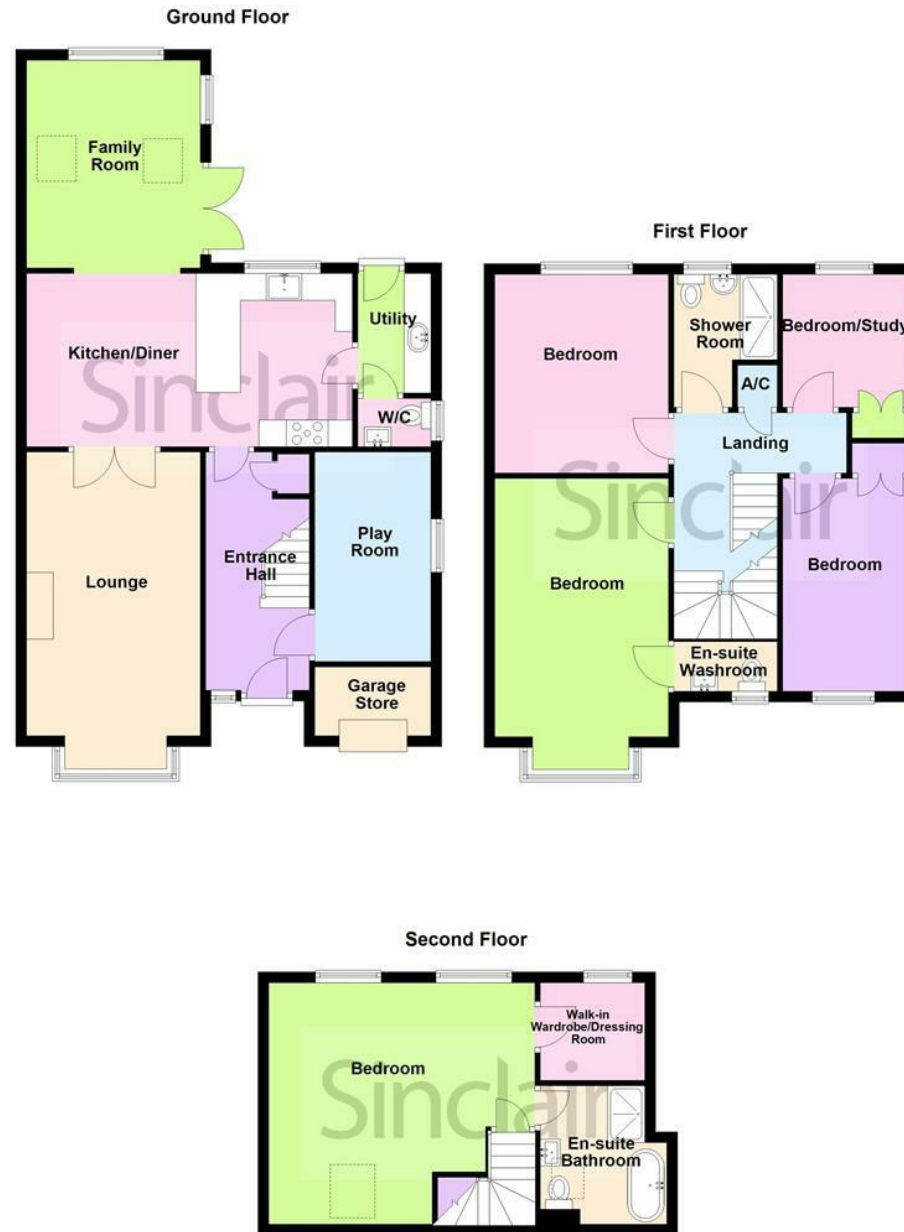 Ground Floor
Family
Room
Kitchen/Diner
Utility
W/C
Sinclair
Lounge
Entrance
Hall
Play
Room
Garage
Store
First Floor
Bedroom
Shower
Room
Bedroom/Study
A/C
Landing
Sinclair
Bedroom
Bedroom
En-suite
Washroom
Second Floor
Bedroom
Walk-in
Wardrobe/Dressing
Room
Sinclair
En-suite
Bathroom